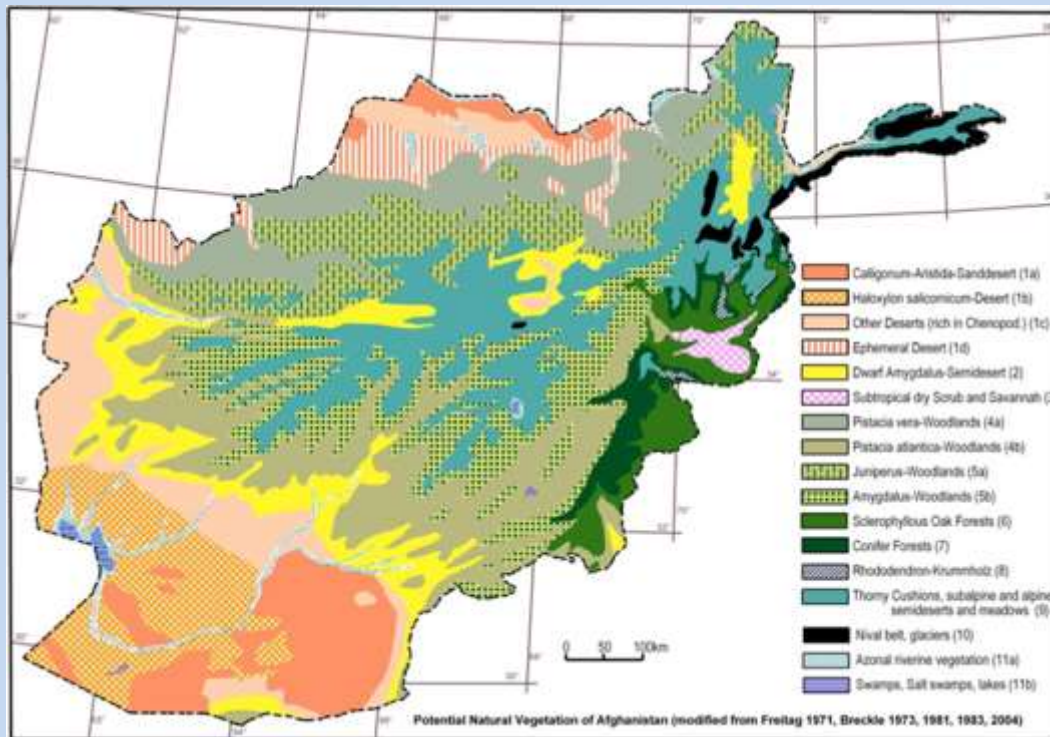 Calligonum-Aristida-Sanddesert (1a)
Haloxylon salicornicum-Desert (1b)
Other Deserts (rich in Chenopod.) (1c)
Ephemeral Desert (1d)
Dwarf Amygdalus-Semidesert (2)
Subtropical dry Scrub and Savannah
Pistacia vera-Woodlands (4a)
Pistacia atlantica-Woodlands (4b)
Juniperus-Woodlands (5a)
Amygdalus-Woodlands (5b)
Sclerophyllous Oak Forests (6)
Conifer Forests (7)
Rhododendron-Krummholz (8)
Thorny Cushions, subalpine and alpine
semideserts and meadows (9)
Nival belt, glaciers (10)
Azonal riverine vegetation (11a)
Swamps, Salt swamps, lakes (11b)
0 50 100km
Potential Natural Vegetation of Afghanistan (modified from Freitag 1971, Breckle 1973, 1981, 1983, 2004)